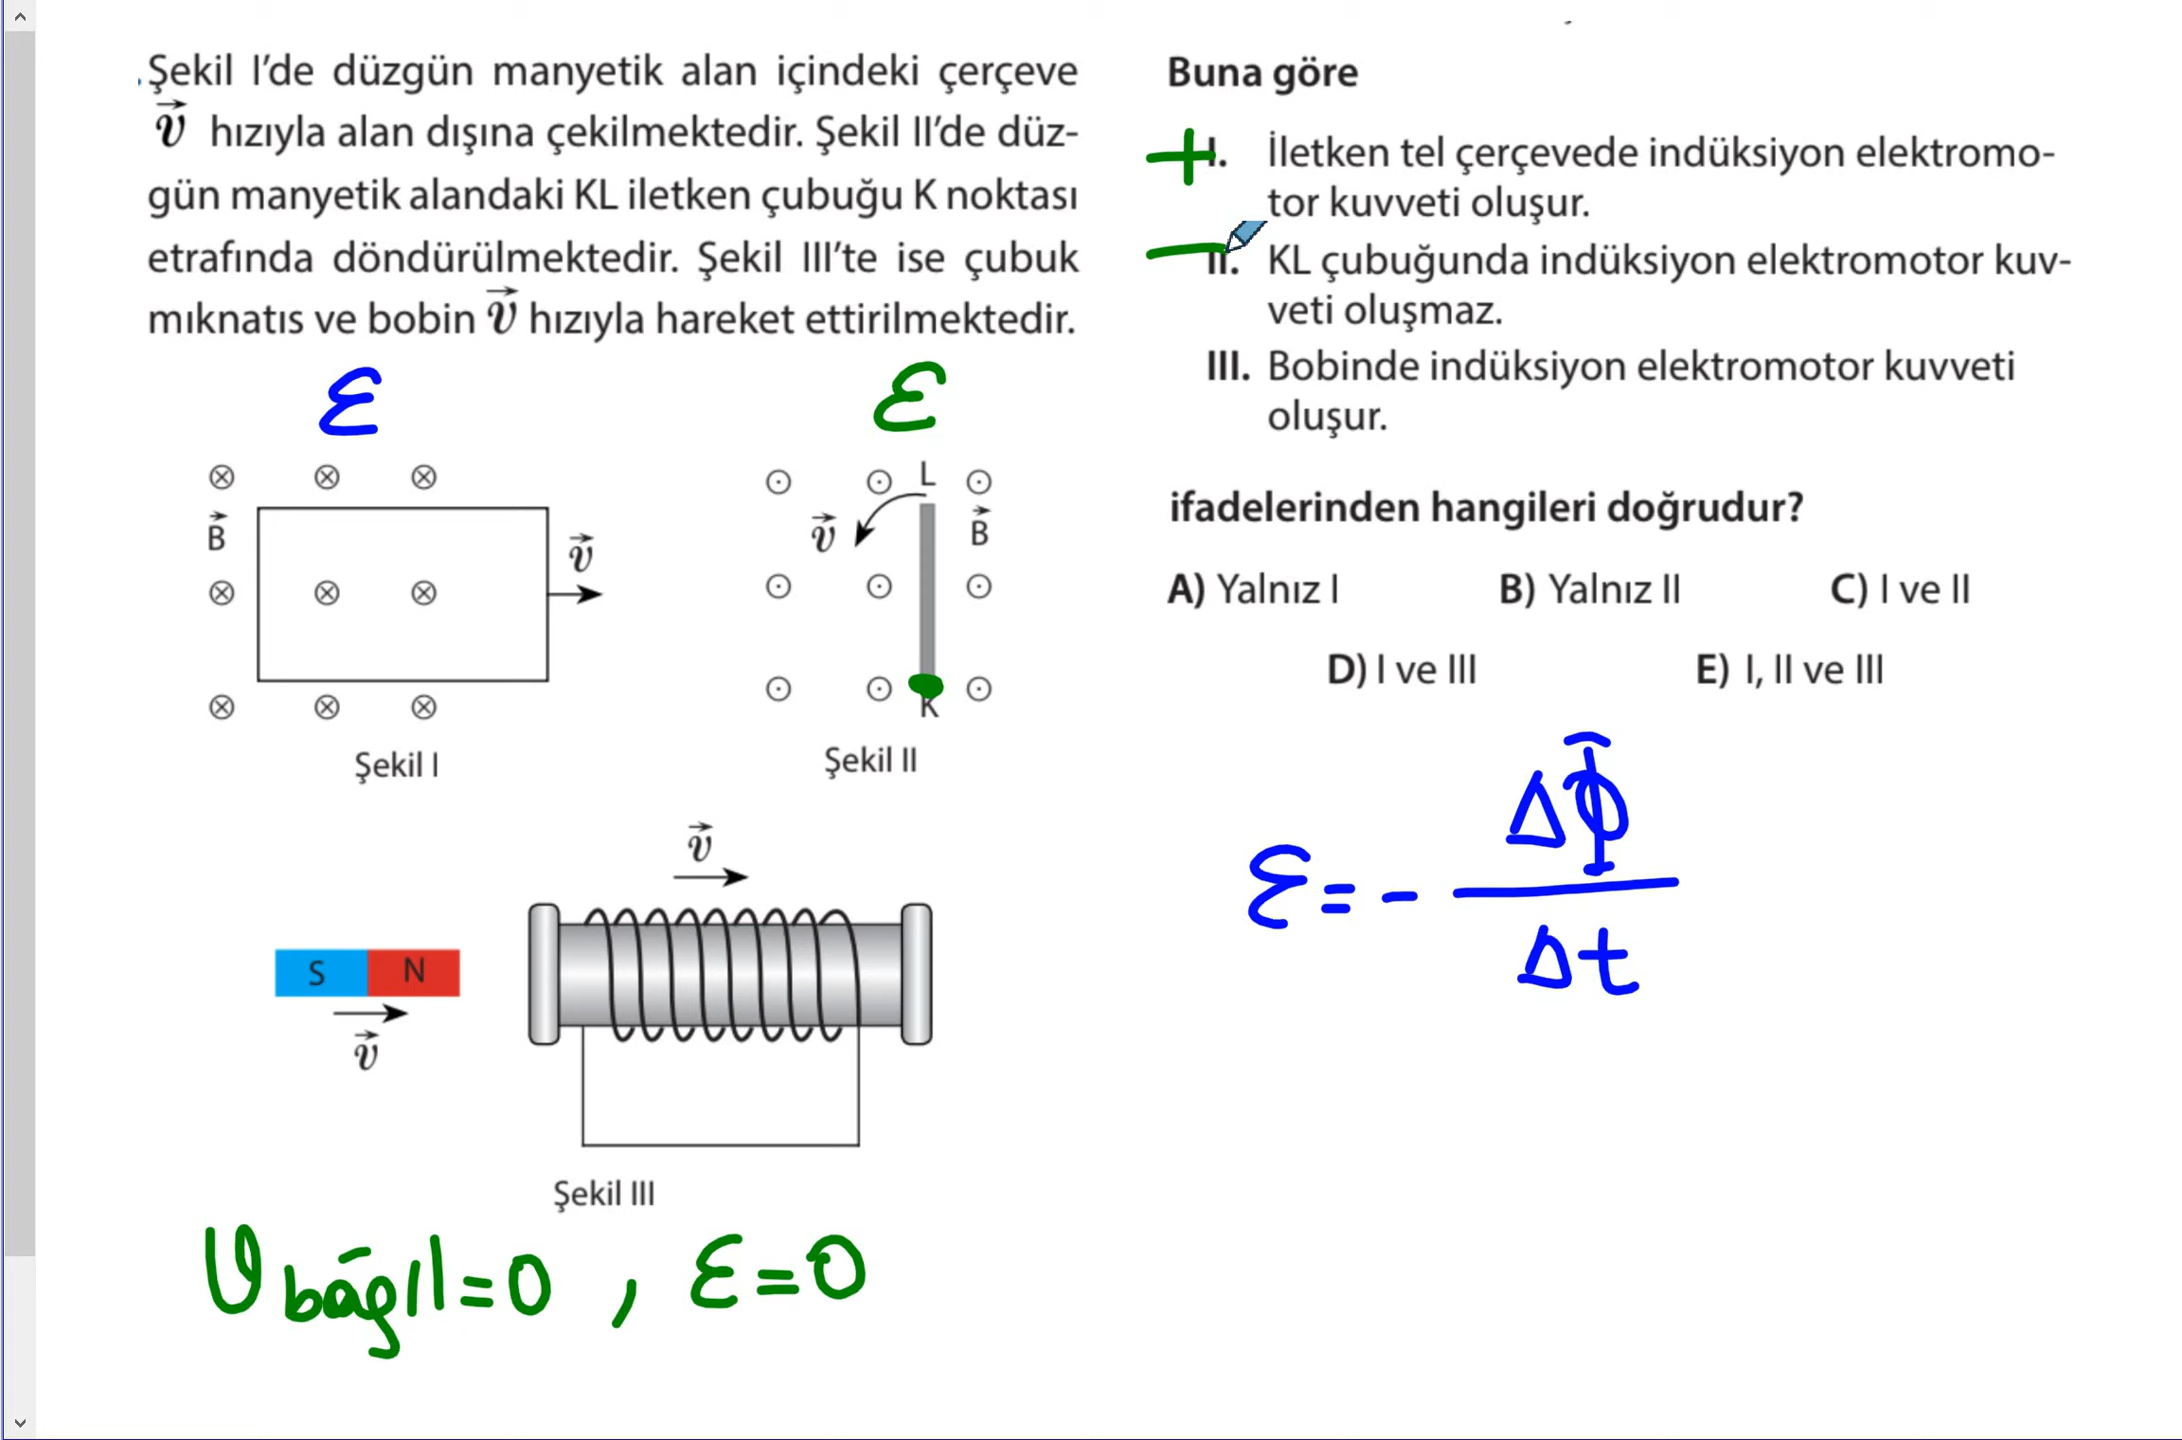 Şekil I'de düzgün manyetik alan içindeki çerçeve
v hızıyla alan dışına çekilmektedir. Şekil II'de düz-
gün manyetik alandaki KL iletken çubuğu K noktası
etrafında döndürülmektedir. Şekil III'te ise çubuk
mıknatıs ve bobin v hızıyla hareket ettirilmektedir.
ε
ε
B
v
Şekil I
L
v
B
K
Şekil II
v
S N
v
Şekil III
υ bağıl = 0 , ε = 0
Buna göre
+ I. İletken tel çerçevede indüksiyon elektromo-
tor kuvveti oluşur.
— II. KL çubuğunda indüksiyon elektromotor kuv-
veti oluşmaz.
III. Bobinde indüksiyon elektromotor kuvveti
oluşur.
ifadelerinden hangileri doğrudur?
A) Yalnız I B) Yalnız II C) I ve II
D) I ve III E) I, II ve III
ε = - ΔΦ
Δt